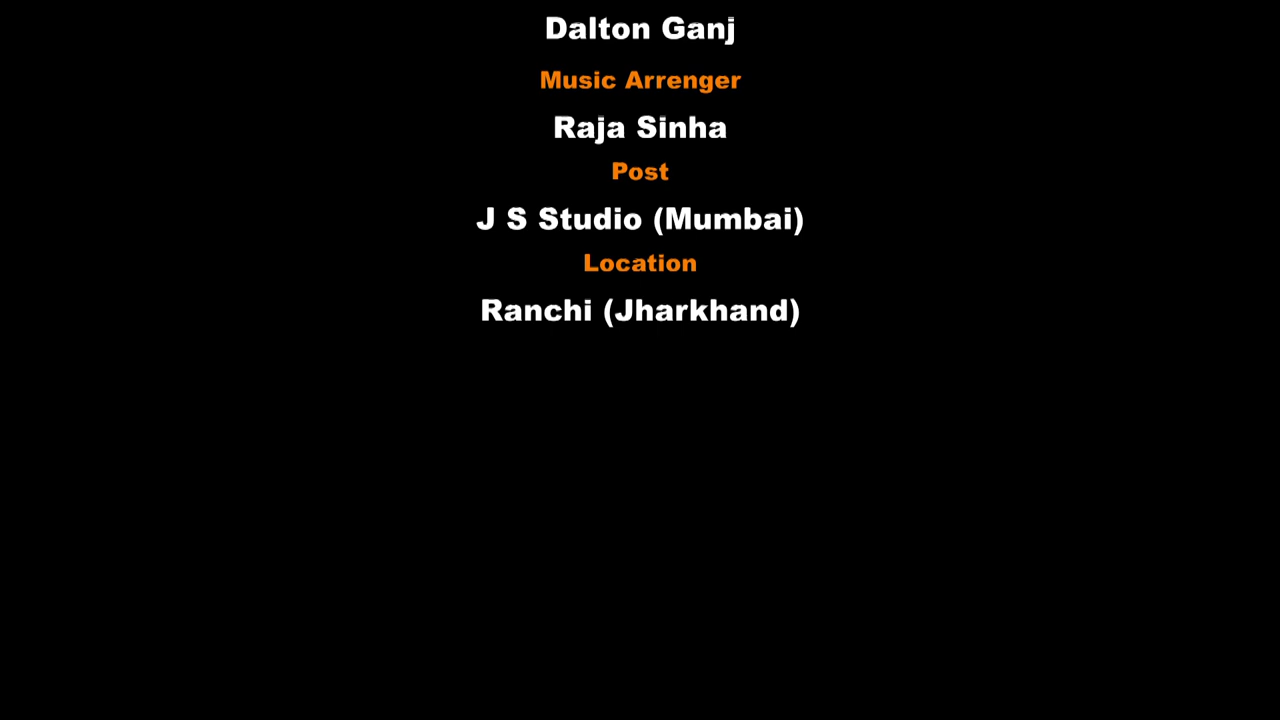 Dalton Ganj
Music Arrenger
Raja Sinha
Post
J S Studio (Mumbai)
Location
Ranchi (Jharkhand)